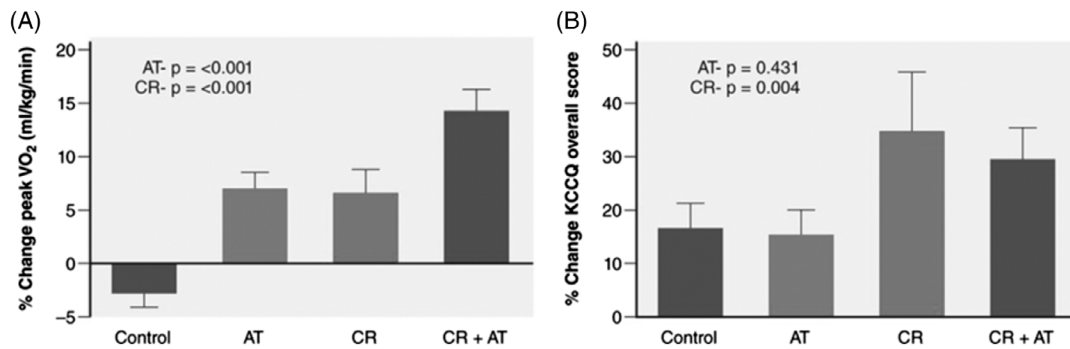 (A)
% Change peak VO₂ (ml/kg/min)
20
15
10
5
0
–5
AT- p = <0.001
CR- p = <0.001
Control AT CR CR + AT
(B)
% Change KCCQ overall score
50
40
30
20
10
0
AT- p = 0.431
CR- p = 0.004
Control AT CR CR + AT